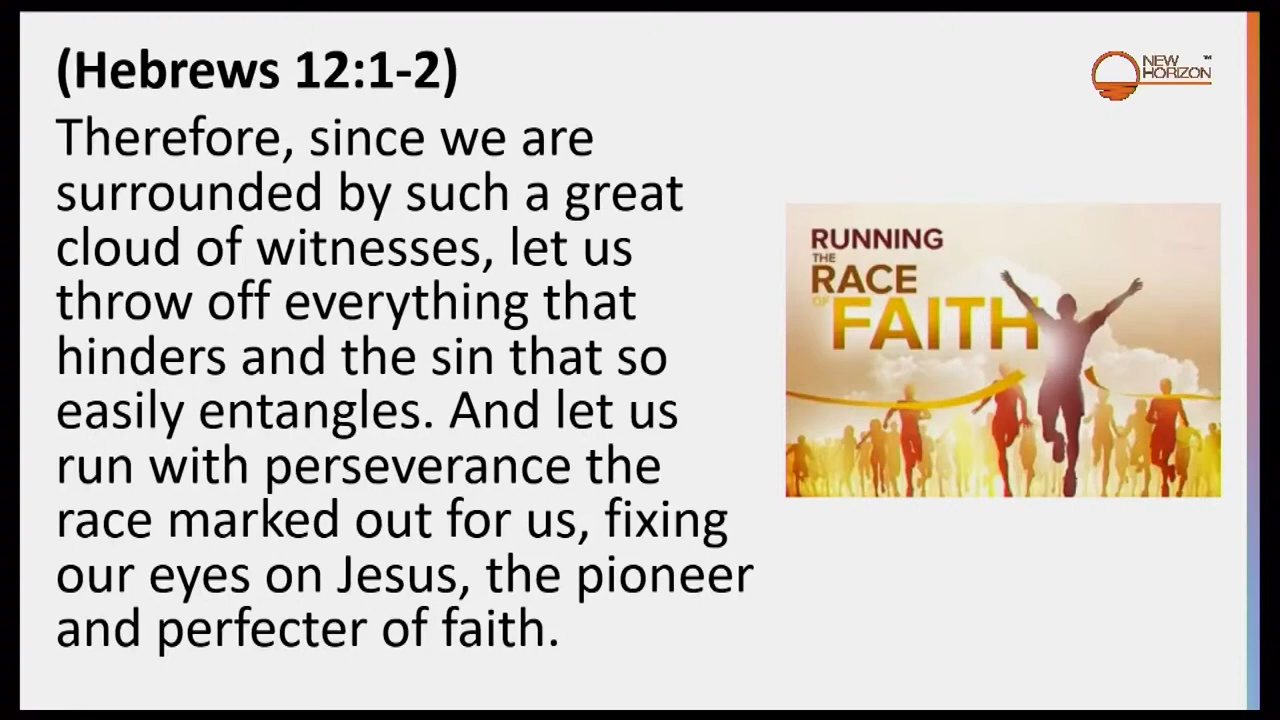 (Hebrews 12:1-2)
Therefore, since we are
surrounded by such a great
cloud of witnesses, let us
throw off everything that
hinders and the sin that so
easily entangles. And let us
run with perseverance the
race marked out for us, fixing
our eyes on Jesus, the pioneer
and perfecter of faith.
NEW ™
HORIZON
RUNNING
THE
RACE
OF
FAITH